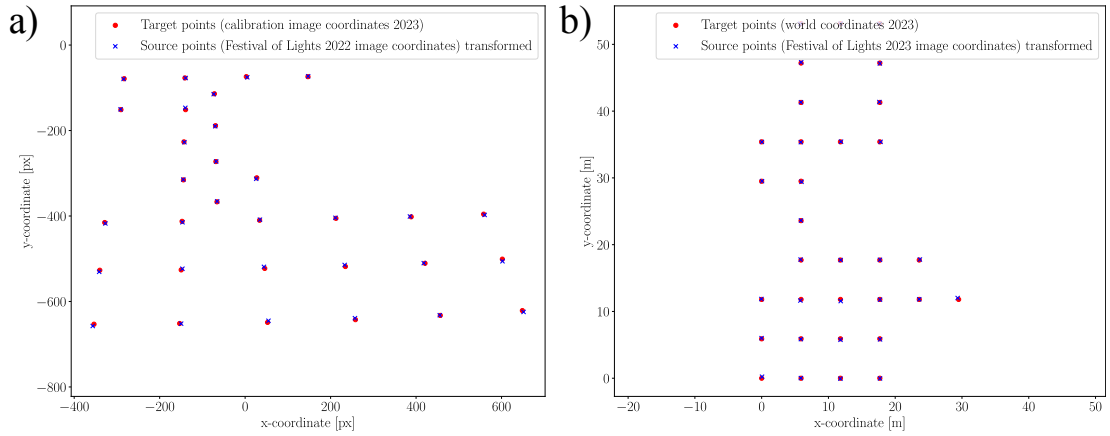 a)
Target points (calibration image coordinates 2023)
Source points (Festival of Lights 2022 image coordinates) transformed
0
−200
−400
−600
−800
y-coordinate [px]
−400 −200 0 200 400 600
x-coordinate [px]
b)
Target points (world coordinates 2023)
Source points (Festival of Lights 2023 image coordinates) transformed
50
40
30
20
10
0
y-coordinate [m]
−20 −10 0 10 20 30 40 50
x-coordinate [m]